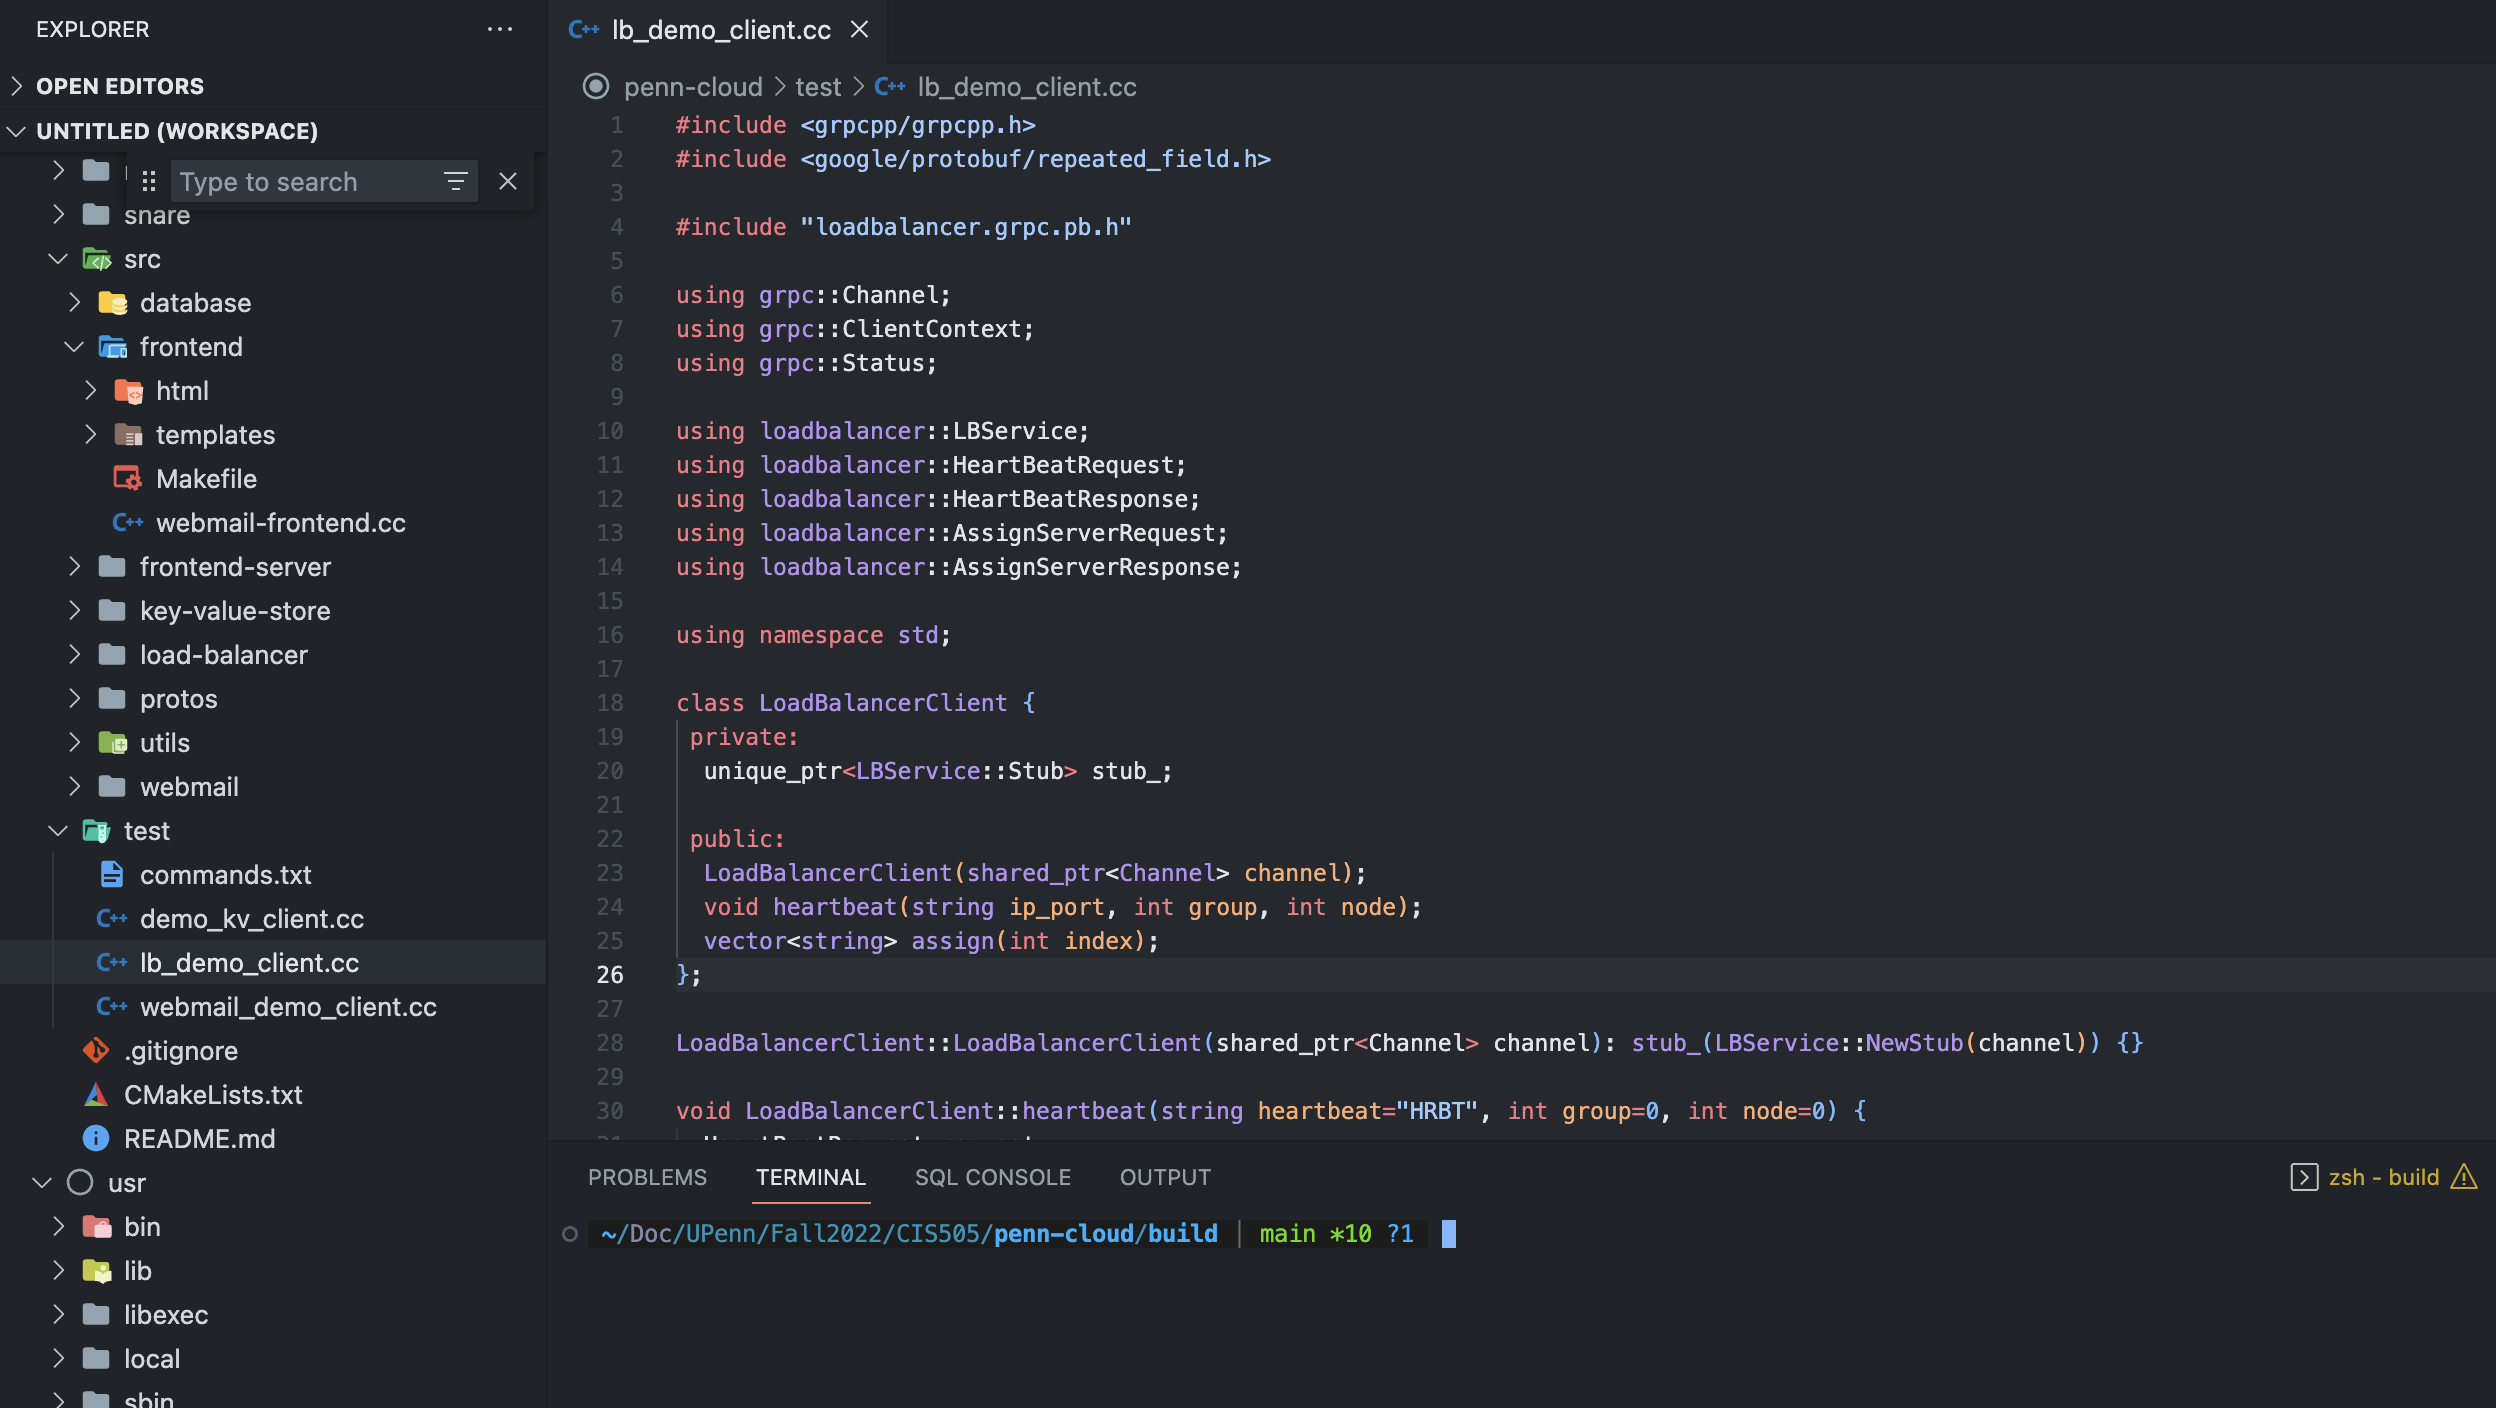 EXPLORER
OPEN EDITORS
UNTITLED (WORKSPACE)
Type to search
share
src
database
frontend
html
templates
Makefile
C++ webmail-frontend.cc
frontend-server
key-value-store
load-balancer
protos
utils
webmail
test
commands.txt
C++ demo_kv_client.cc
C++ lb_demo_client.cc
C++ webmail_demo_client.cc
.gitignore
CMakeLists.txt
README.md
usr
bin
lib
libexec
local
sbin
C++ lb_demo_client.cc
penn-cloud > test > C++ lb_demo_client.cc
1 #include <grpcpp/grpcpp.h>
2 #include <google/protobuf/repeated_field.h>
3
4 #include "loadbalancer.grpc.pb.h"
5
6 using grpc::Channel;
7 using grpc::ClientContext;
8 using grpc::Status;
9
10 using loadbalancer::LBService;
11 using loadbalancer::HeartBeatRequest;
12 using loadbalancer::HeartBeatResponse;
13 using loadbalancer::AssignServerRequest;
14 using loadbalancer::AssignServerResponse;
15
16 using namespace std;
17
18 class LoadBalancerClient {
19 private:
20 unique_ptr<LBService::Stub> stub_;
21
22 public:
23 LoadBalancerClient(shared_ptr<Channel> channel);
24 void heartbeat(string ip_port, int group, int node);
25 vector<string> assign(int index);
26 };
27
28 LoadBalancerClient::LoadBalancerClient(shared_ptr<Channel> channel): stub_(LBService::NewStub(channel)) {}
29
30 void LoadBalancerClient::heartbeat(string heartbeat="HRBT", int group=0, int node=0) {
PROBLEMS TERMINAL SQL CONSOLE OUTPUT
zsh - build
~/Doc/UPenn/Fall2022/CIS505/penn-cloud/build | main *10 ?1